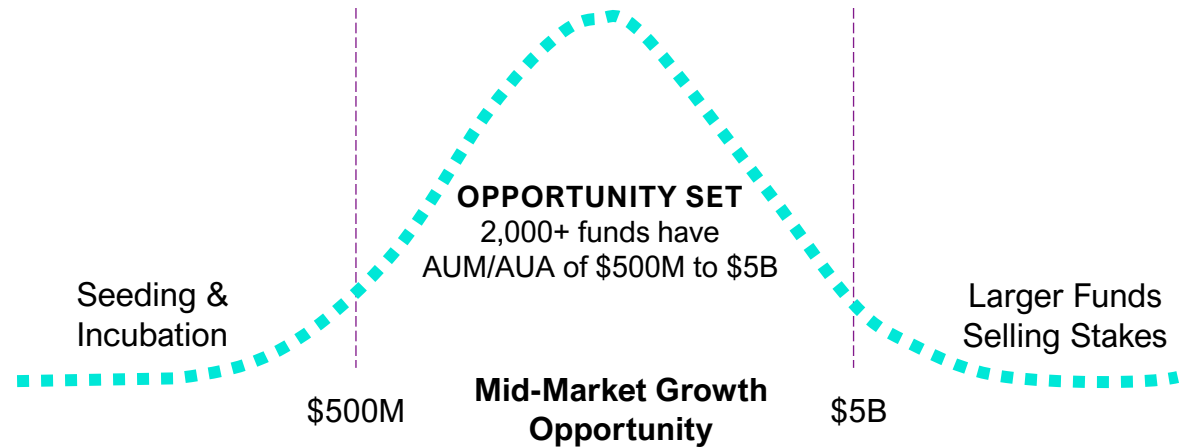 OPPORTUNITY SET
2,000+ funds have
AUM/AUA of $500M to $5B
Seeding &
Incubation
Larger Funds
Selling Stakes
$500M
Mid-Market Growth
Opportunity
$5B